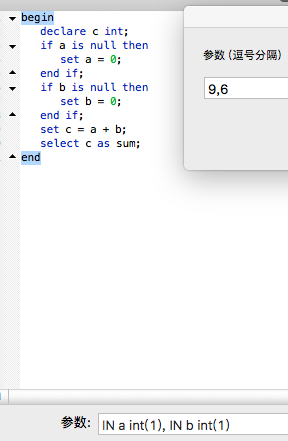 begin
declare c int;
if a is null then
set a = 0;
end if;
if b is null then
set b = 0;
end if;
set c = a + b;
select c as sum;
end
参数 (逗号分隔)
9,6
参数: IN a int(1), IN b int(1)